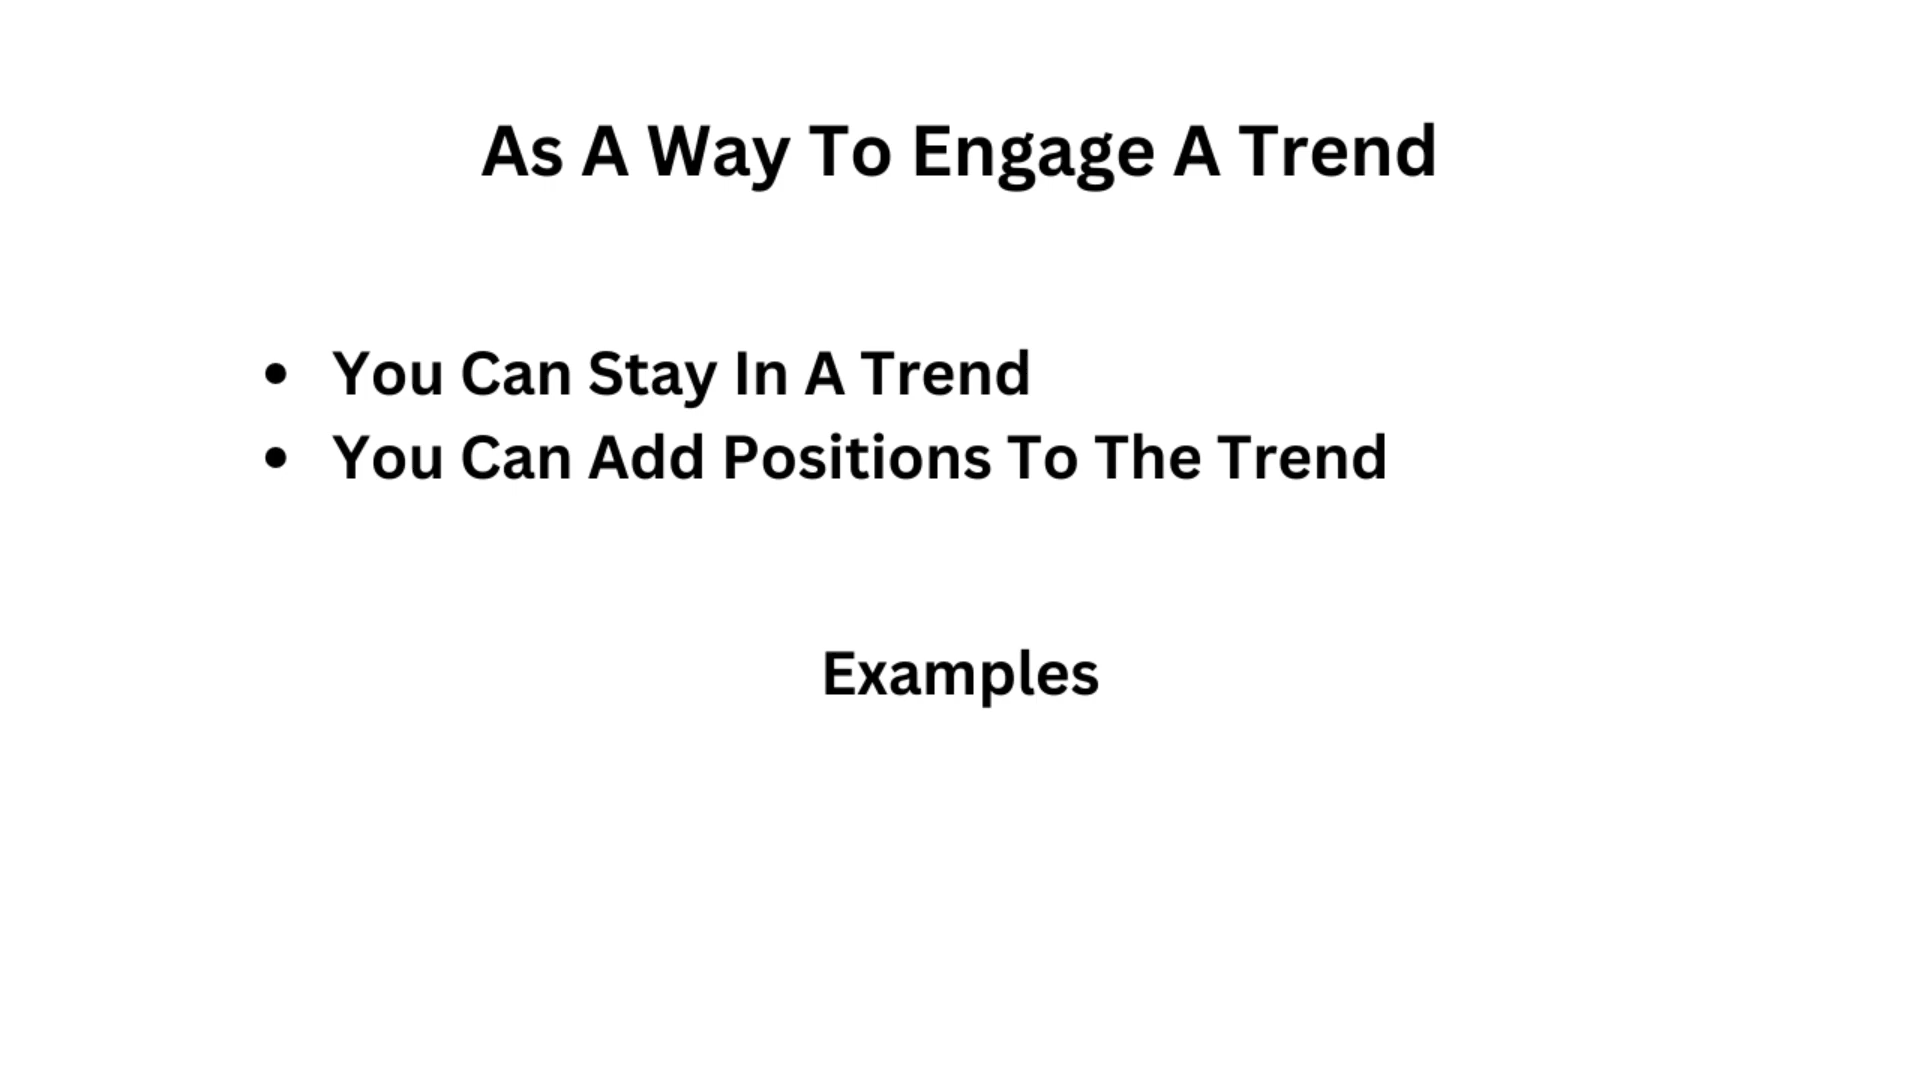 As A Way To Engage A Trend
• You Can Stay In A Trend
• You Can Add Positions To The Trend
Examples